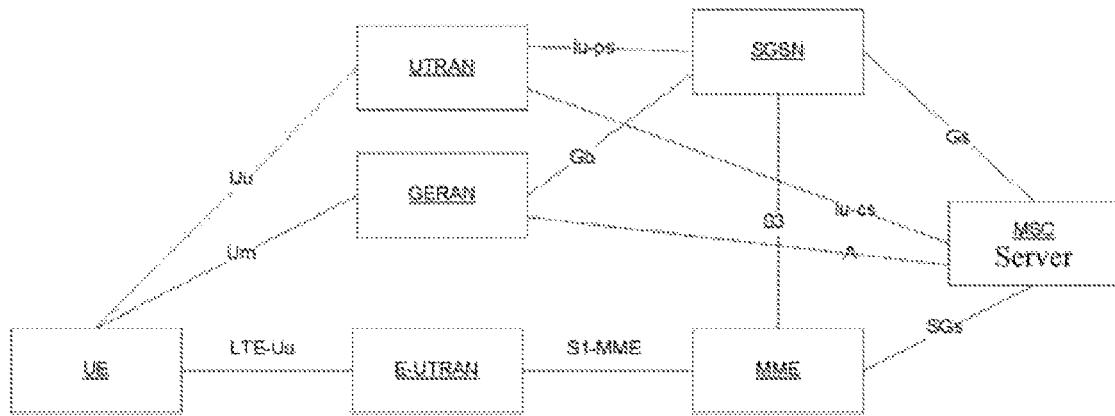 UTRAN
Iu-ps
SGSN
Gs
Gb
GERAN
Uu
Iu-cs
MSC
Server
S3
Um
A
SGs
UE
LTE-Uu
E-UTRAN
S1-MME
MME